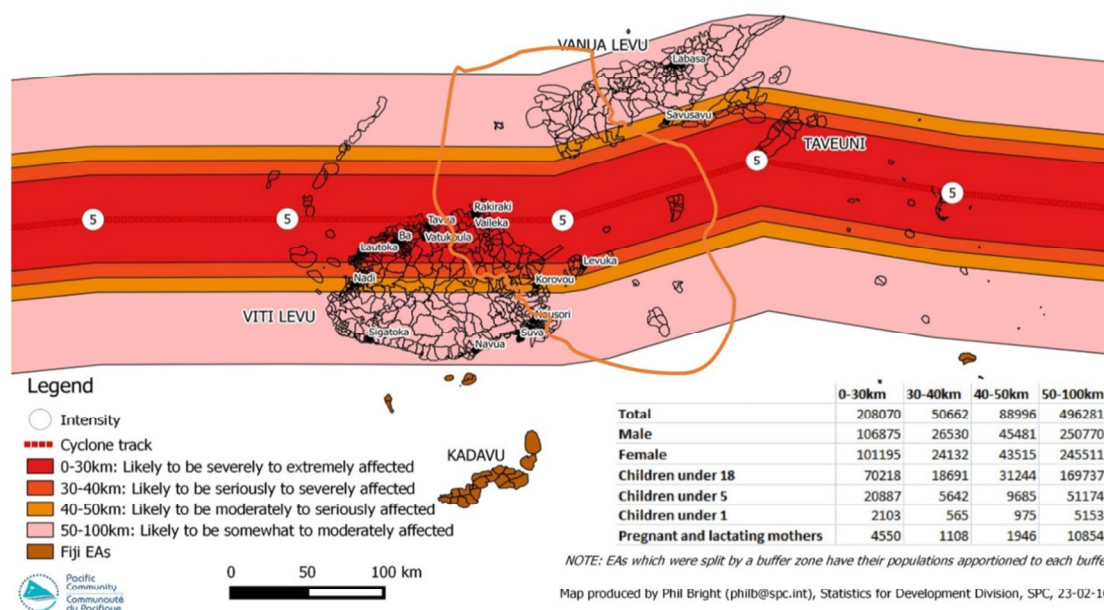 VANUA LEVU
Labasa
Savusavu
TAVEUNI
5
5
5
5
5
Rakiraki
Tavua
Vaileka
Ba
Vatukoula
Lautoka
Levuka
Nadi
Korovou
VITI LEVU
Nausori
Sigatoka
Suva
Navua
KADAVU
Legend
Intensity
Cyclone track
0-30km: Likely to be severely to extremely affected
30-40km: Likely to be seriously to severely affected
40-50km: Likely to be moderately to seriously affected
50-100km: Likely to be somewhat to moderately affected
Fiji EAs
0 50 100 km
Pacific
Community
Communauté
du Pacifique
0-30km 30-40km 40-50km 50-100km
Total 208070 50662 88996 496281
Male 106875 26530 45481 250770
Female 101195 24132 43515 245511
Children under 18 70218 18691 31244 169737
Children under 5 20887 5642 9685 51174
Children under 1 2103 565 975 5153
Pregnant and lactating mothers 4550 1108 1946 10854
NOTE: EAs which were split by a buffer zone have their populations apportioned to each buffe
Map produced by Phil Bright (philb@spc.int), Statistics for Development Division, SPC, 23-02-1